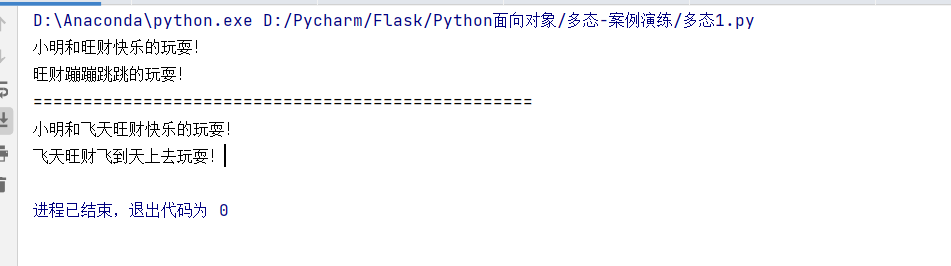 D:\Anaconda\python.exe D:/Pycharm/Flask/Python面向对象/多态-案例演练/多态1.py
小明和旺财快乐的玩耍!
旺财蹦蹦跳跳的玩耍!
==================================================
小明和飞天旺财快乐的玩耍!
飞天旺财飞到天上去玩耍!
进程已结束，退出代码为 0